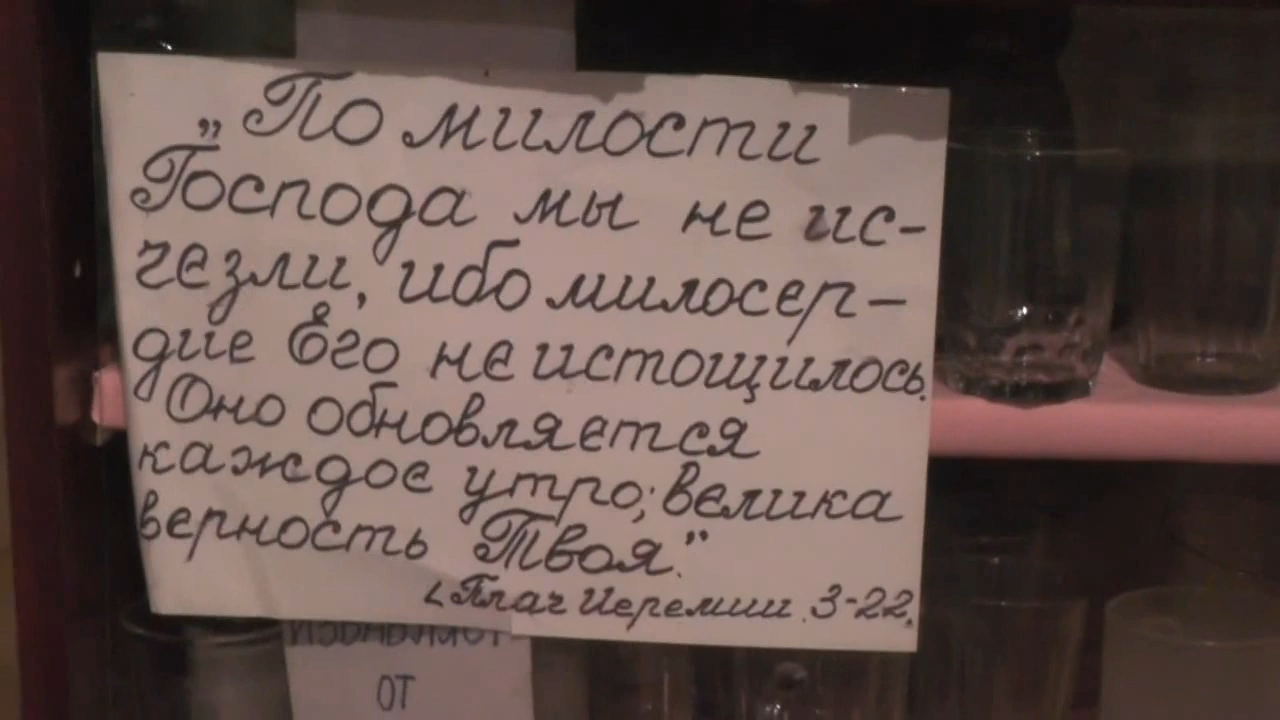 „По милости
Господа мы не ис-
чезли, ибо милосер-
дие Его не истощилось.
Оно обновляется
каждое утро; велика
верность Твоя."
Плач Иеремии. 3-22.
ОТ